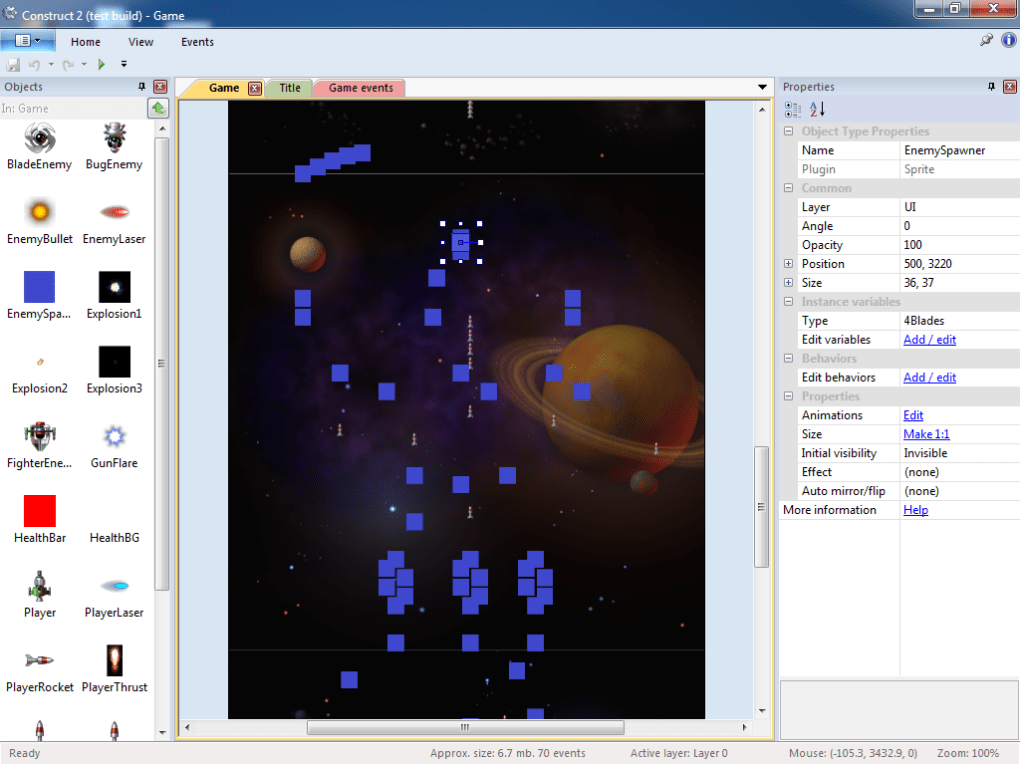 Construct 2 (test build) - Game
Home View Events
Objects
In: Game
BladeEnemy BugEnemy
EnemyBullet EnemyLaser
EnemySpa... Explosion1
Explosion2 Explosion3
FighterEne... GunFlare
HealthBar HealthBG
Player PlayerLaser
PlayerRocket PlayerThrust
Game Title Game events
Properties
Object Type Properties
Name EnemySpawner
Plugin Sprite
Common
Layer UI
Angle 0
Opacity 100
Position 500, 3220
Size 36, 37
Instance variables
Type 4Blades
Edit variables Add / edit
Behaviors
Edit behaviors Add / edit
Properties
Animations Edit
Size Make 1:1
Initial visibility Invisible
Effect (none)
Auto mirror/flip (none)
More information Help
Ready Approx. size: 6.7 mb. 70 events Active layer: Layer 0 Mouse: (-105.3, 3432.9, 0) Zoom: 100%